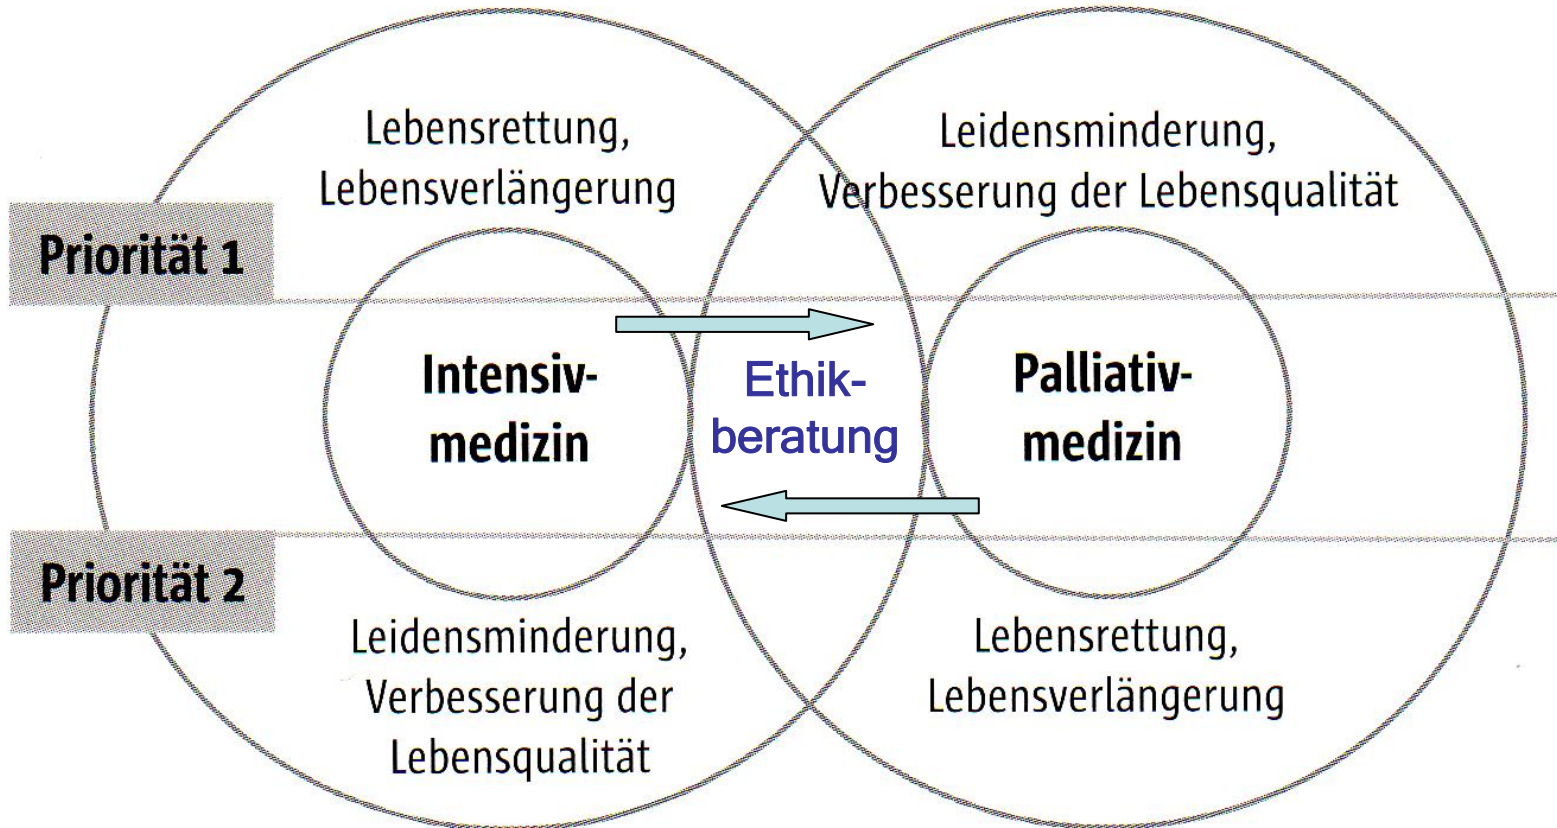 Lebensrettung,
Lebensverlängerung
Leidensminderung,
Verbesserung der Lebensqualität
Priorität 1
Intensiv-
medizin
Ethik-
beratung
Palliativ-
medizin
Priorität 2
Leidensminderung,
Verbesserung der
Lebensqualität
Lebensrettung,
Lebensverlängerung